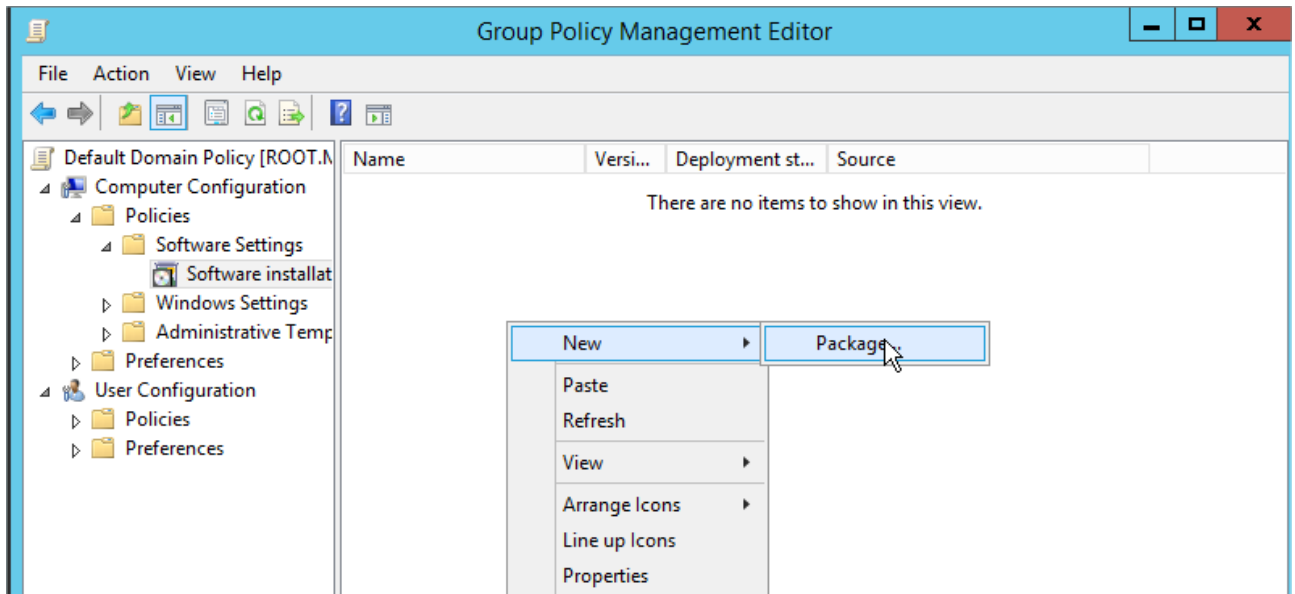 Group Policy Management Editor
File Action View Help
Default Domain Policy [ROOT.
Computer Configuration
Policies
Software Settings
Software installat
Windows Settings
Administrative Temp
Preferences
User Configuration
Policies
Preferences
Name Versi... Deployment st... Source
There are no items to show in this view.
New
Paste
Refresh
View
Arrange Icons
Line up Icons
Properties
Package...